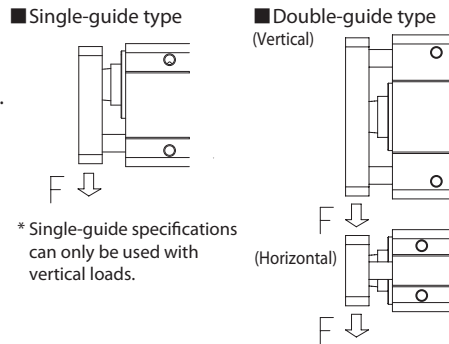 ■ Single-guide type
.
F
* Single-guide specifications
can only be used with
vertical loads.
■ Double-guide type
(Vertical)
F
(Horizontal)
F